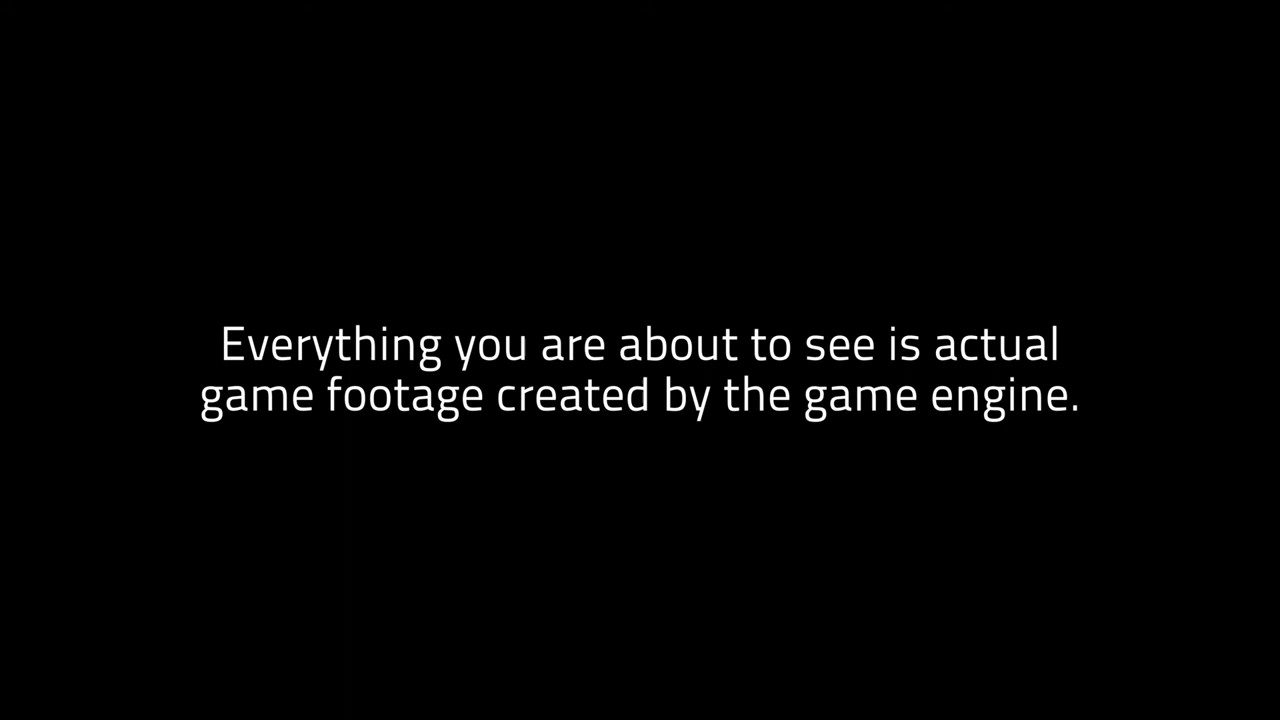 Everything you are about to see is actual
game footage created by the game engine.